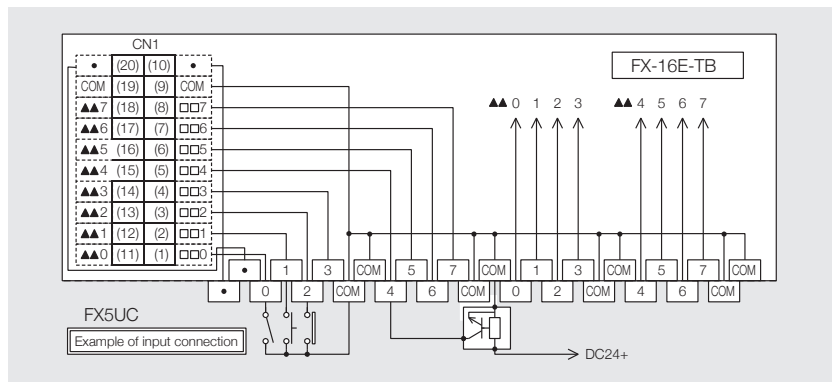 CN1
• (20) (10) •
COM (19) (9) COM
▲▲7 (18) (8) □□7
▲▲6 (17) (7) □□6
▲▲5 (16) (6) □□5
▲▲4 (15) (5) □□4
▲▲3 (14) (4) □□3
▲▲2 (13) (3) □□2
▲▲1 (12) (2) □□1
▲▲0 (11) (1) □□0
FX-16E-TB
▲▲ 0 1 2 3 ▲▲ 4 5 6 7
• 1 3 COM 5 7 COM 1 3 COM 5 7 COM
• 0 2 COM 4 6 COM 0 2 COM 4 6 COM
FX5UC
Example of input connection
DC24+